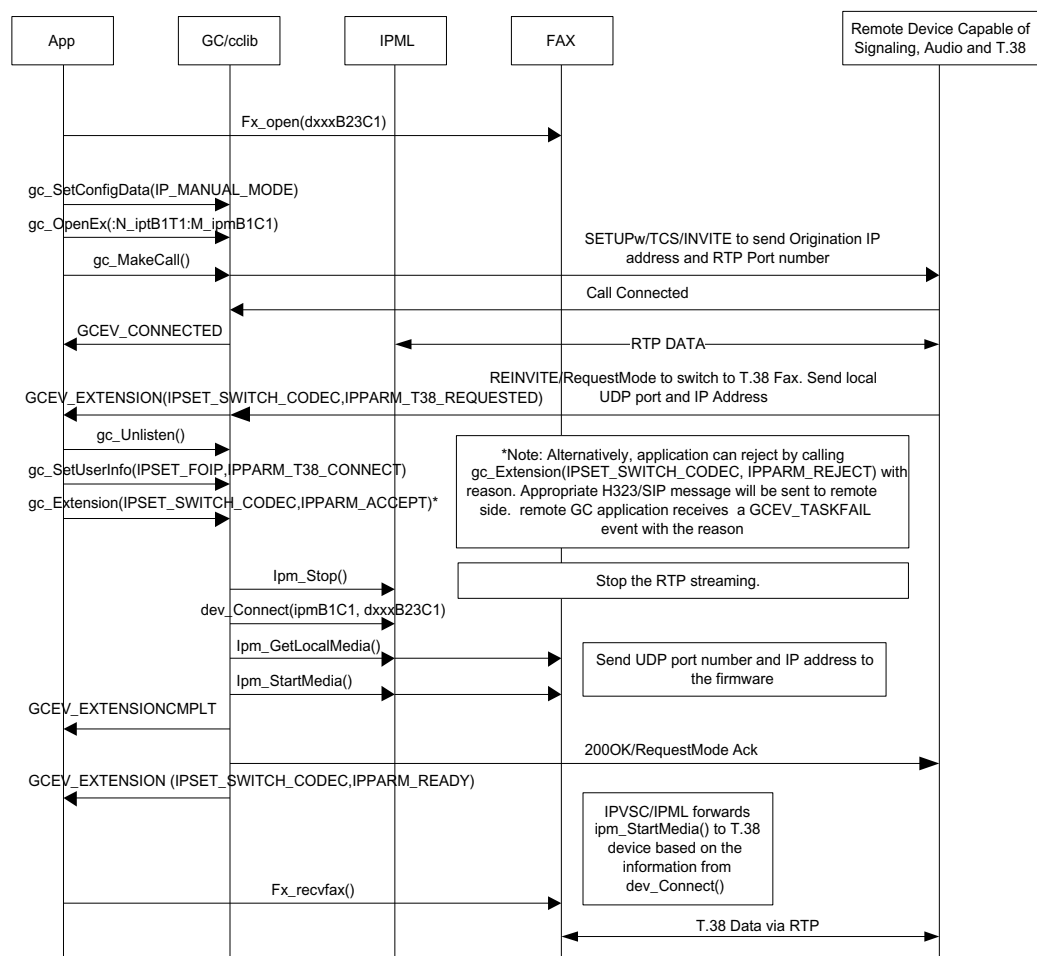 App
GC/cclib
IPML
FAX
Remote Device Capable of
Signaling, Audio and T.38
Fx_open(dxxxB23C1)
gc_SetConfigData(IP_MANUAL_MODE)
gc_OpenEx(:N_iptB1T1:M_ipmB1C1)
gc_MakeCall()
SETUPw/TCS/INVITE to send Origination IP
address and RTP Port number
Call Connected
GCEV_CONNECTED
RTP DATA
REINVITE/RequestMode to switch to T.38 Fax. Send local
UDP port and IP Address
GCEV_EXTENSION(IPSET_SWITCH_CODEC,IPPARM_T38_REQUESTED)
gc_Unlisten()
gc_SetUserInfo(IPSET_FOIP,IPPARM_T38_CONNECT)
gc_Extension(IPSET_SWITCH_CODEC,IPPARM_ACCEPT)*
*Note: Alternatively, application can reject by calling
gc_Extension(IPSET_SWITCH_CODEC, IPPARM_REJECT) with
reason. Appropriate H323/SIP message will be sent to remote
side. remote GC application receives a GCEV_TASKFAIL
event with the reason
Ipm_Stop()
Stop the RTP streaming.
dev_Connect(ipmB1C1, dxxxB23C1)
Ipm_GetLocalMedia()
Send UDP port number and IP address to
the firmware
Ipm_StartMedia()
GCEV_EXTENSIONCMPLT
200OK/RequestMode Ack
GCEV_EXTENSION (IPSET_SWITCH_CODEC,IPPARM_READY)
IPVSC/IPML forwards
ipm_StartMedia() to T.38
device based on the
information from
dev_Connect()
Fx_recvfax()
T.38 Data via RTP